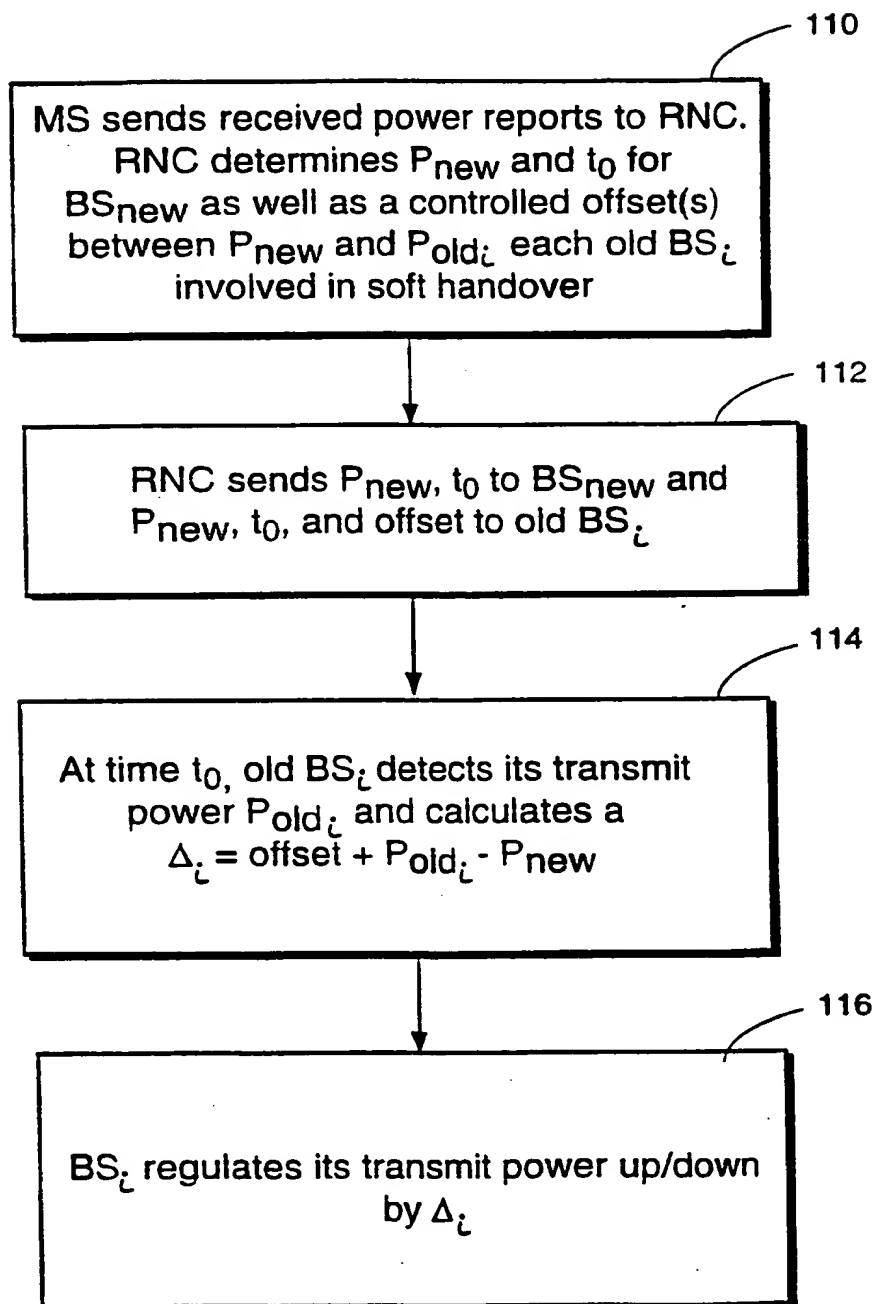 110
MS sends received power reports to RNC.
RNC determines Pnew and t0 for
BSnew as well as a controlled offset(s)
between Pnew and Poldi each old BSi
involved in soft handover
112
RNC sends Pnew, t0 to BSnew and
Pnew, t0, and offset to old BSi
114
At time t0, old BSi detects its transmit
power Poldi and calculates a
Δi = offset + Poldi - Pnew
116
BSi regulates its transmit power up/down
by Δi